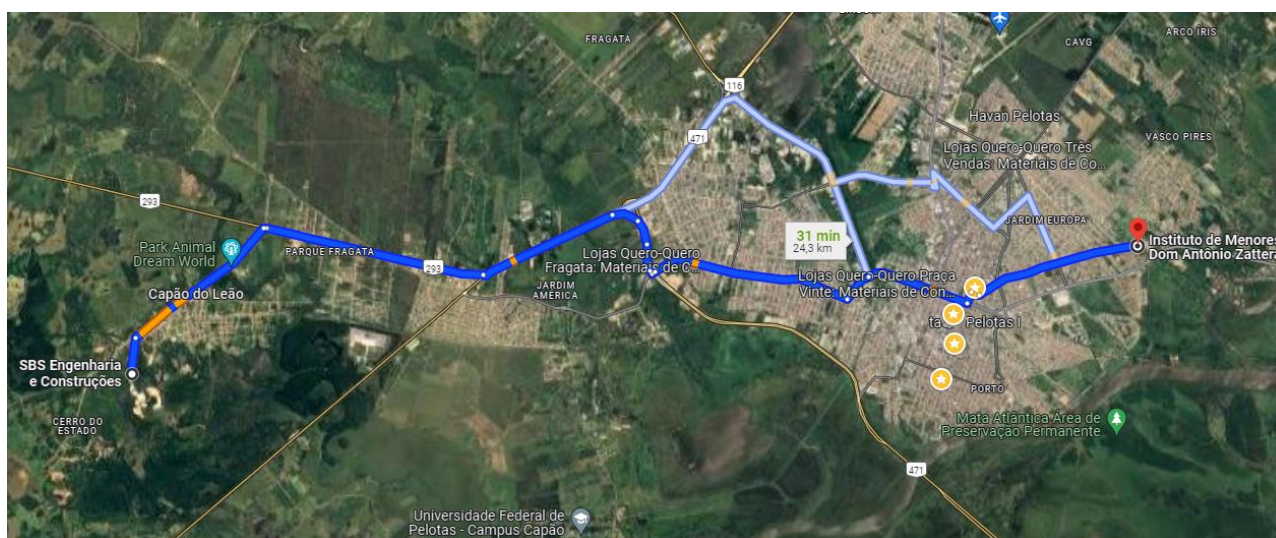 FRAGATA
CAVG
ARCO ÍRIS
116
Havan Pelotas
471
VASCO PIRES
Lojas Quero-Quero Três
Vendas: Materiais de Co...
293
JARDIM EUROPA
31 min
24,3 km
Park Animal
Dream World
PARQUE FRAGATA
Lojas Quero-Quero
Fragata: Materiais de C...
Instituto de Menores
Dom Antônio Zattera
293
Lojas Quero-Quero Praça
Vinte: Materiais de Con...
Capão do Leão
JARDIM
AMÉRICA
Pelotas I
SBS Engenharia
e Construções
PORTO
CERRO DO
ESTADO
Mata Atlântica Área de
Preservação Permanente
471
Universidade Federal de
Pelotas - Campus Capão